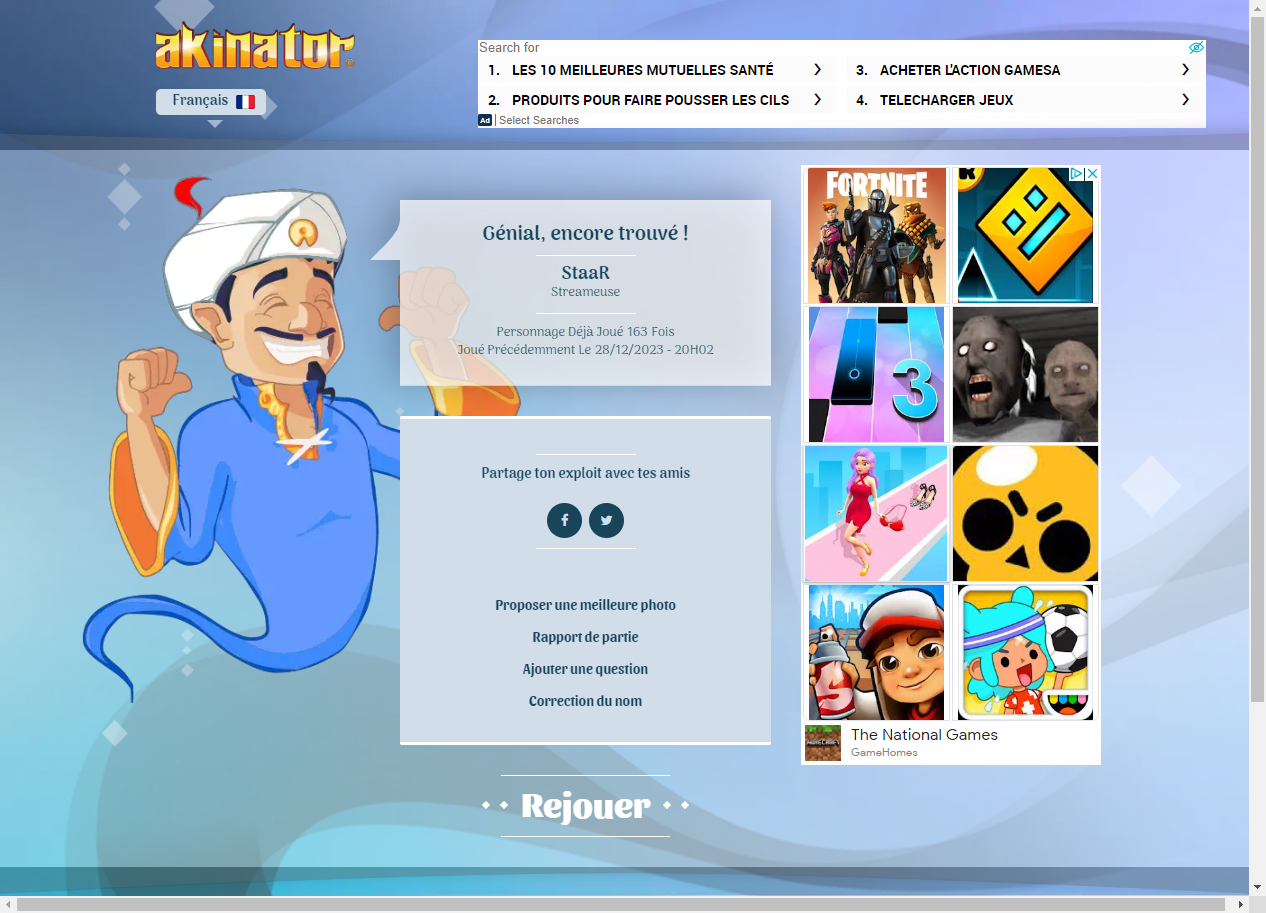 akinator
Français
Search for
1. LES 10 MEILLEURES MUTUELLES SANTÉ
2. PRODUITS POUR FAIRE POUSSER LES CILS
3. ACHETER L'ACTION GAMESA
4. TELECHARGER JEUX
Ad | Select Searches
Génial, encore trouvé !
StaaR
Streameuse
Personnage Déjà Joué 163 Fois
Joué Précédemment Le 28/12/2023 - 20H02
Partage ton exploit avec tes amis
Proposer une meilleure photo
Rapport de partie
Ajouter une question
Correction du nom
Rejouer
FORTNITE
3
MINECRAFT
The National Games
GameHomes